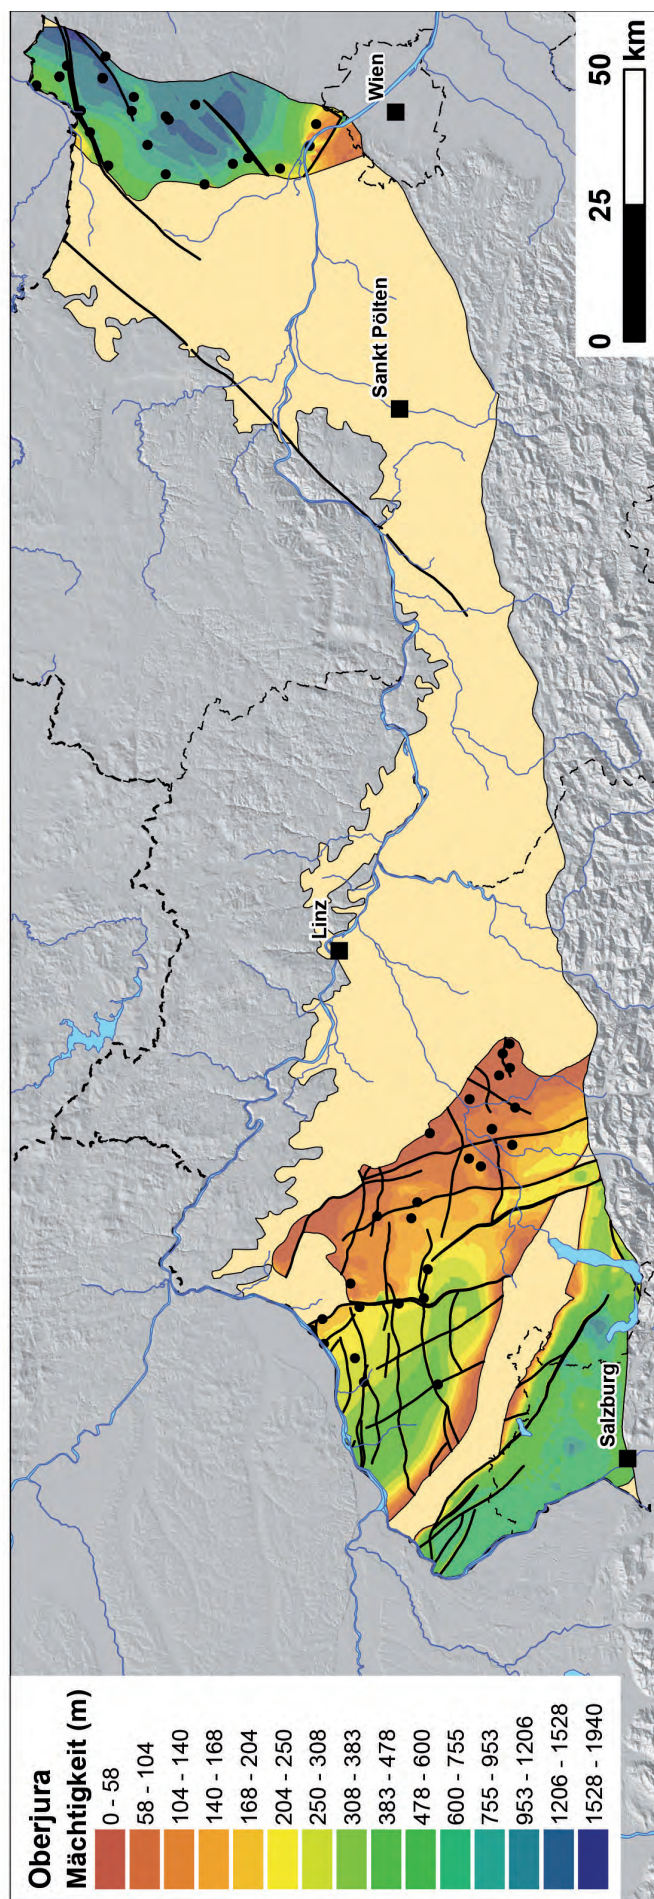 Oberjura
Mächtigkeit (m)
0 - 58
58 - 104
104 - 140
140 - 168
168 - 204
204 - 250
250 - 308
308 - 383
383 - 478
478 - 600
600 - 755
755 - 953
953 - 1206
1206 - 1528
1528 - 1940
Salzburg
Linz
Sankt Pölten
Wien
0 25 50
km